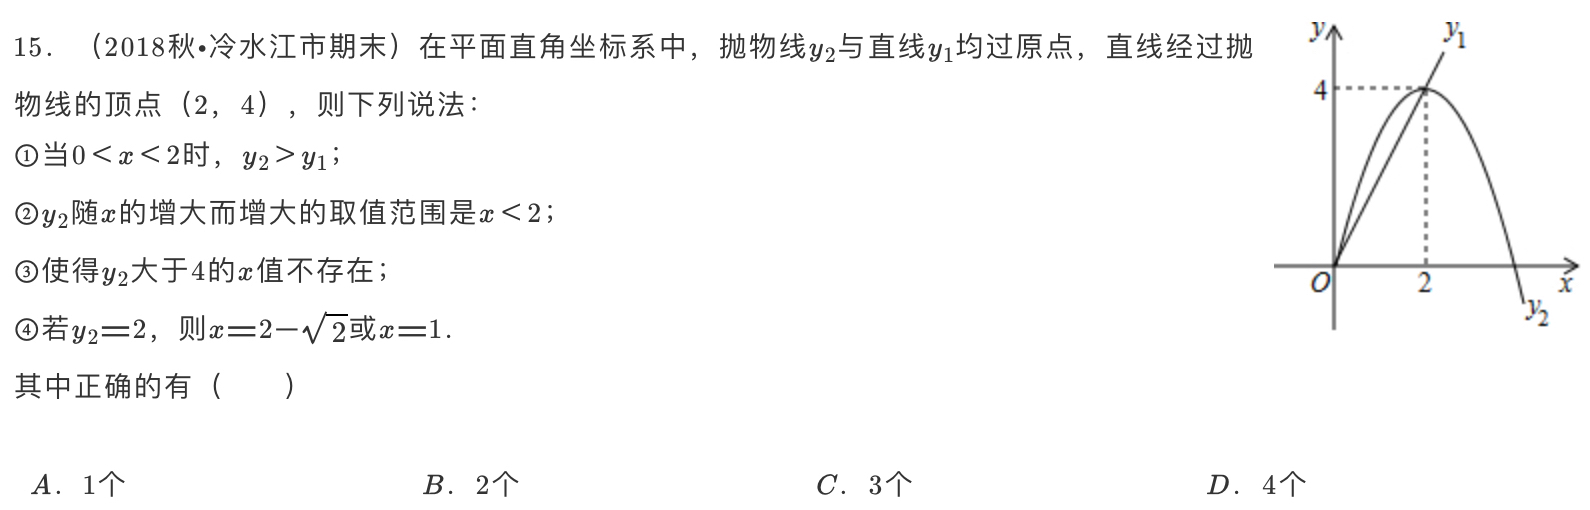 15. （2018秋•冷水江市期末）在平面直角坐标系中，抛物线y₂与直线y₁均过原点，直线经过抛
物线的顶点（2，4），则下列说法：
①当0＜x＜2时，y₂＞y₁；
②y₂随x的增大而增大的取值范围是x＜2；
③使得y₂大于4的x值不存在；
④若y₂=2，则x=2−√2或x=1.
其中正确的有（　　）
A. 1个 B. 2个 C. 3个 D. 4个
y y₁
4
O 2 x
y₂